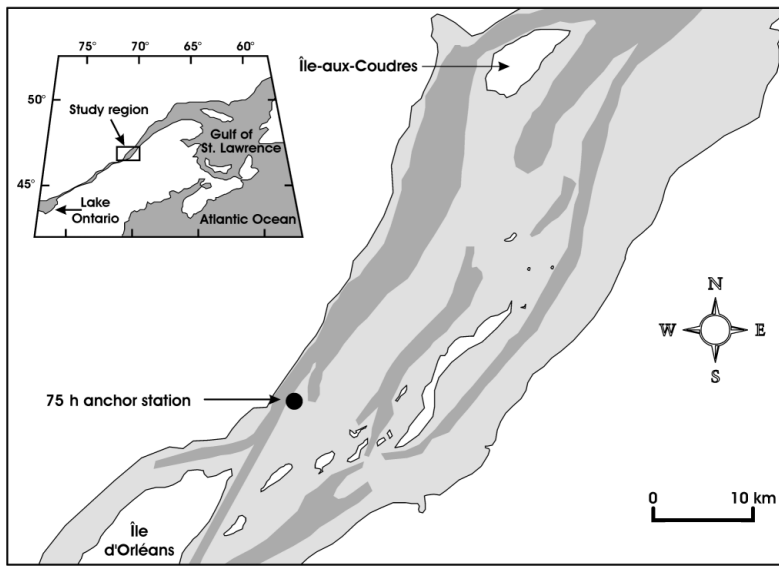 75° 70° 65° 60°
50°
45°
Study region
Gulf of
St. Lawrence
Lake
Ontario
Atlantic Ocean
Île-aux-Coudres
N
W E
S
75 h anchor station
0 10 km
Île
d'Orléans